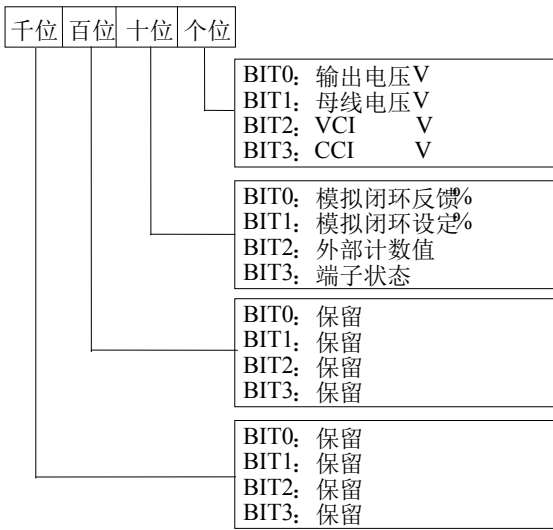 千位 百位 十位 个位
BIT0：输出电压V
BIT1：母线电压V
BIT2：VCI V
BIT3：CCI V
BIT0：模拟闭环反馈%
BIT1：模拟闭环设定%
BIT2：外部计数值
BIT3：端子状态
BIT0：保留
BIT1：保留
BIT2：保留
BIT3：保留
BIT0：保留
BIT1：保留
BIT2：保留
BIT3：保留